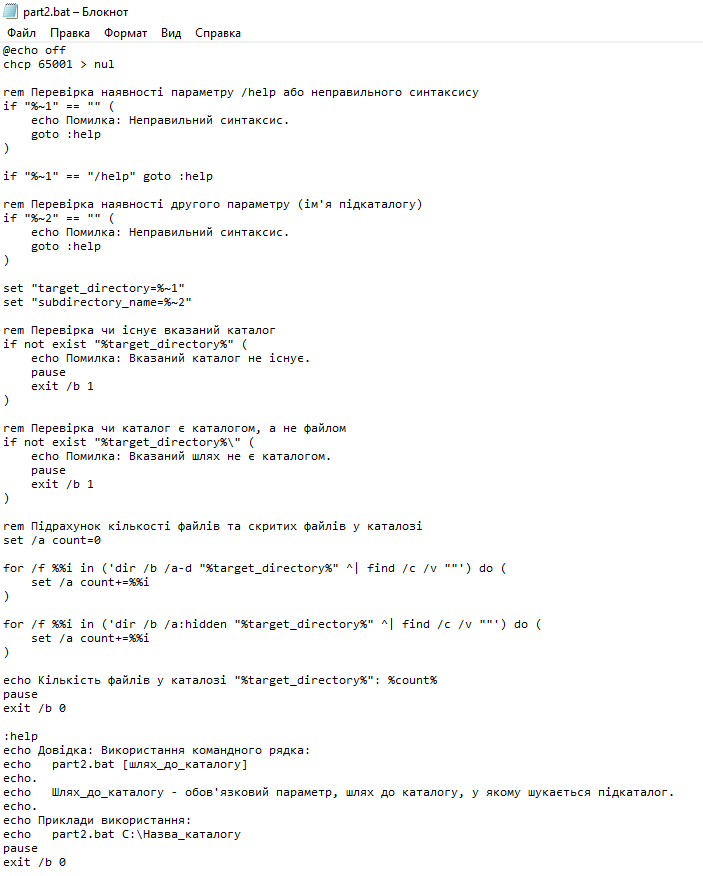 part2.bat – Блокнот
Файл Правка Формат Вид Справка
@echo off
chcp 65001 > nul

rem Перевірка наявності параметру /help або неправильного синтаксису
if "%~1" == "" (
    echo Помилка: Неправильний синтаксис.
    goto :help
)

if "%~1" == "/help" goto :help

rem Перевірка наявності другого параметру (ім'я підкаталогу)
if "%~2" == "" (
    echo Помилка: Неправильний синтаксис.
    goto :help
)

set "target_directory=%~1"
set "subdirectory_name=%~2"

rem Перевірка чи існує вказаний каталог
if not exist "%target_directory%" (
    echo Помилка: Вказаний каталог не існує.
    pause
    exit /b 1
)

rem Перевірка чи каталог є каталогом, а не файлом
if not exist "%target_directory%\" (
    echo Помилка: Вказаний шлях не є каталогом.
    pause
    exit /b 1
)

rem Підрахунок кількості файлів та скритих файлів у каталозі
set /a count=0

for /f %%i in ('dir /b /a-d "%target_directory%" ^| find /c /v ""') do (
    set /a count+=%%i
)

for /f %%i in ('dir /b /a:hidden "%target_directory%" ^| find /c /v ""') do (
    set /a count+=%%i
)

echo Кількість файлів у каталозі "%target_directory%": %count%
pause
exit /b 0

:help
echo Довідка: Використання командного рядка:
echo   part2.bat [шлях_до_каталогу]
echo.
echo   Шлях_до_каталогу - обов'язковий параметр, шлях до каталогу, у якому шукається підкаталог.
echo.
echo Приклади використання:
echo   part2.bat C:\Назва_каталогу
pause
exit /b 0